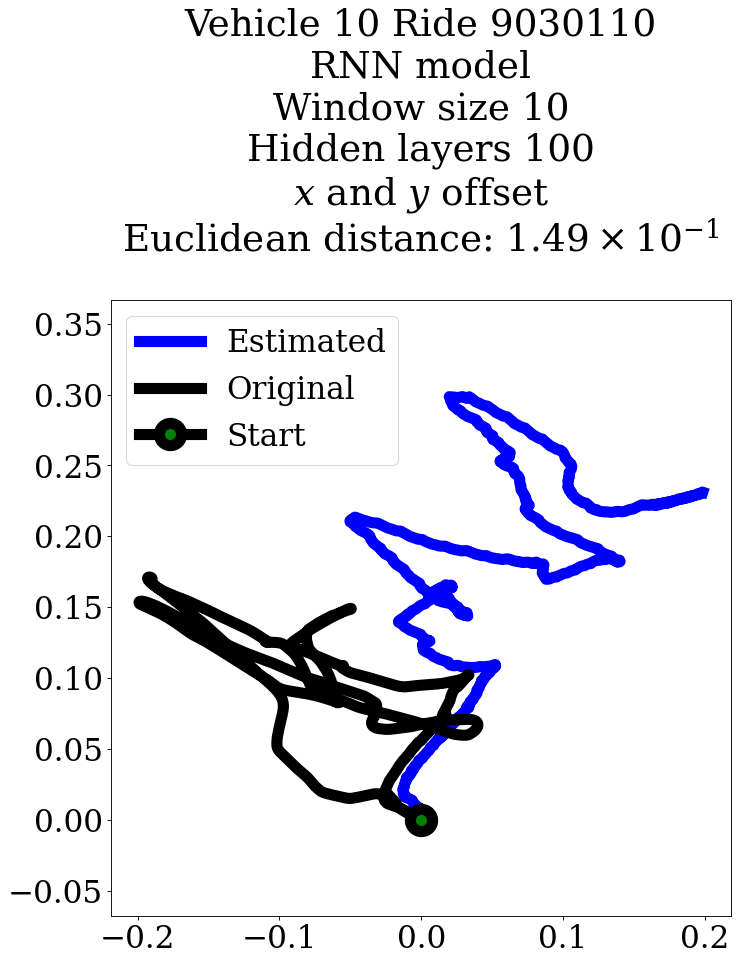 Vehicle 10 Ride 9030110
RNN model
Window size 10
Hidden layers 100
x and y offset
Euclidean distance: 1.49 × 10⁻¹
Estimated
Original
Start
0.35
0.30
0.25
0.20
0.15
0.10
0.05
0.00
−0.05
−0.2 −0.1 0.0 0.1 0.2